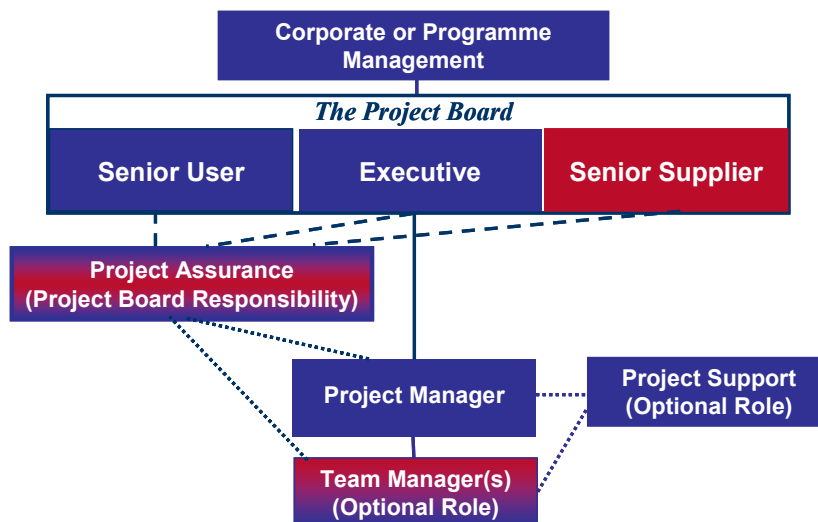 Corporate or Programme
Management
The Project Board
Senior User
Executive
Senior Supplier
Project Assurance
(Project Board Responsibility)
Project Manager
Project Support
(Optional Role)
Team Manager(s)
(Optional Role)